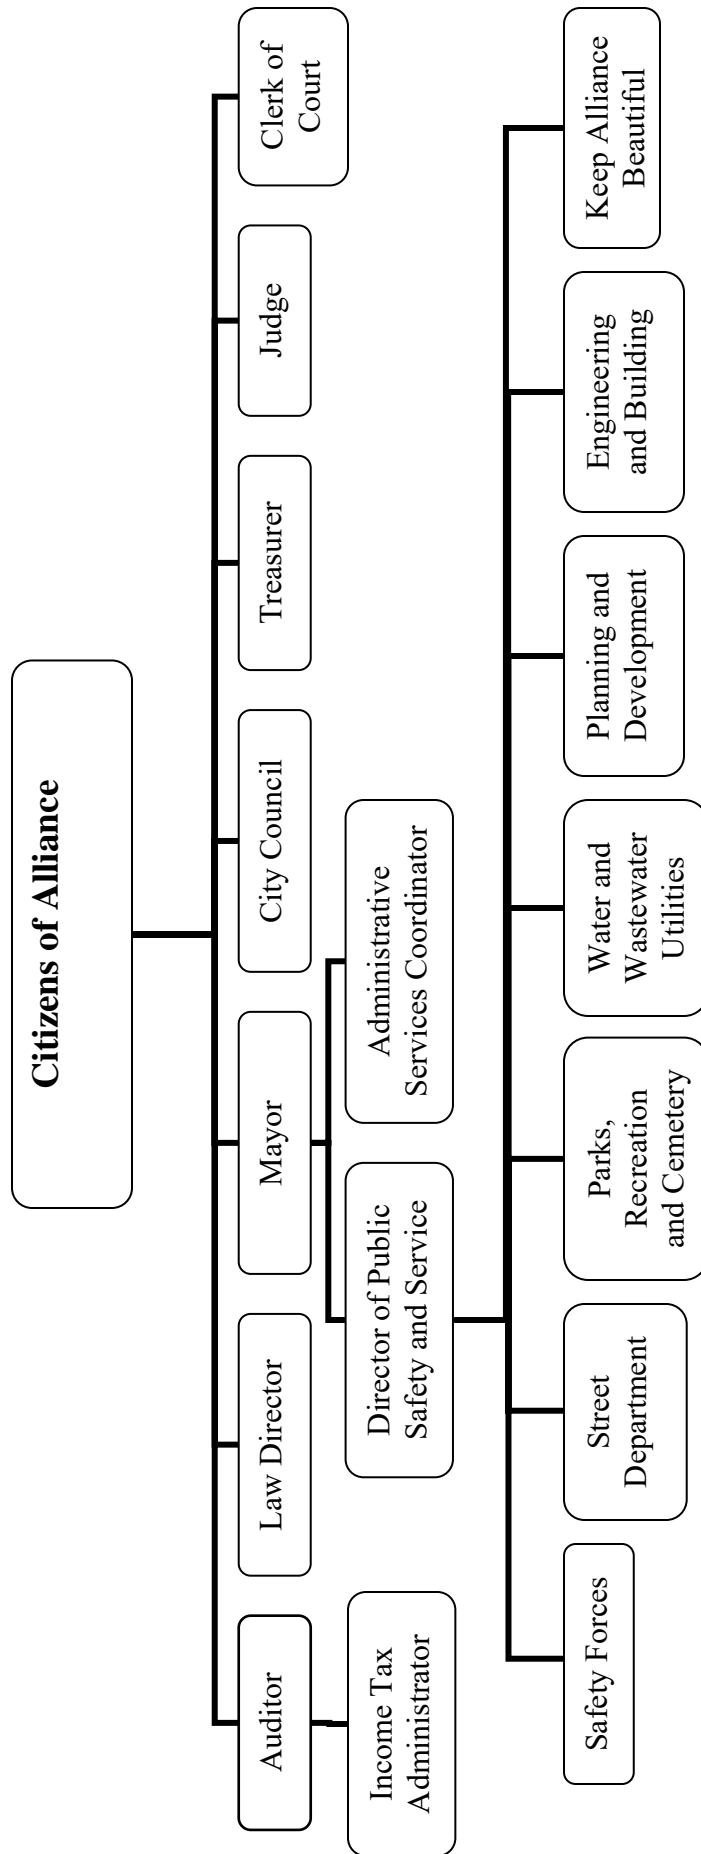 Citizens of Alliance
Auditor
Law Director
Mayor
City Council
Treasurer
Judge
Clerk of
Court
Income Tax
Administrator
Director of Public
Safety and Service
Administrative
Services Coordinator
Safety Forces
Street
Department
Parks,
Recreation
and Cemetery
Water and
Wastewater
Utilities
Planning and
Development
Engineering
and Building
Keep Alliance
Beautiful